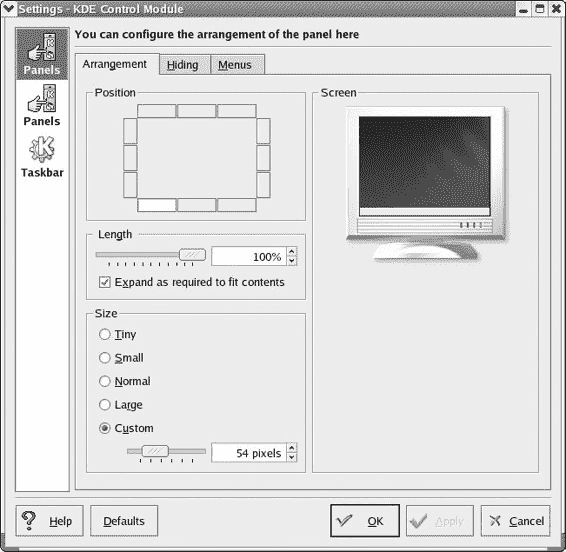 Settings - KDE Control Module
Panels
Panels
Taskbar
You can configure the arrangement of the panel here
Arrangement
Hiding
Menus
Position
Screen
Length
100%
Expand as required to fit contents
Size
Tiny
Small
Normal
Large
Custom
54 pixels
Help
Defaults
OK
Apply
Cancel